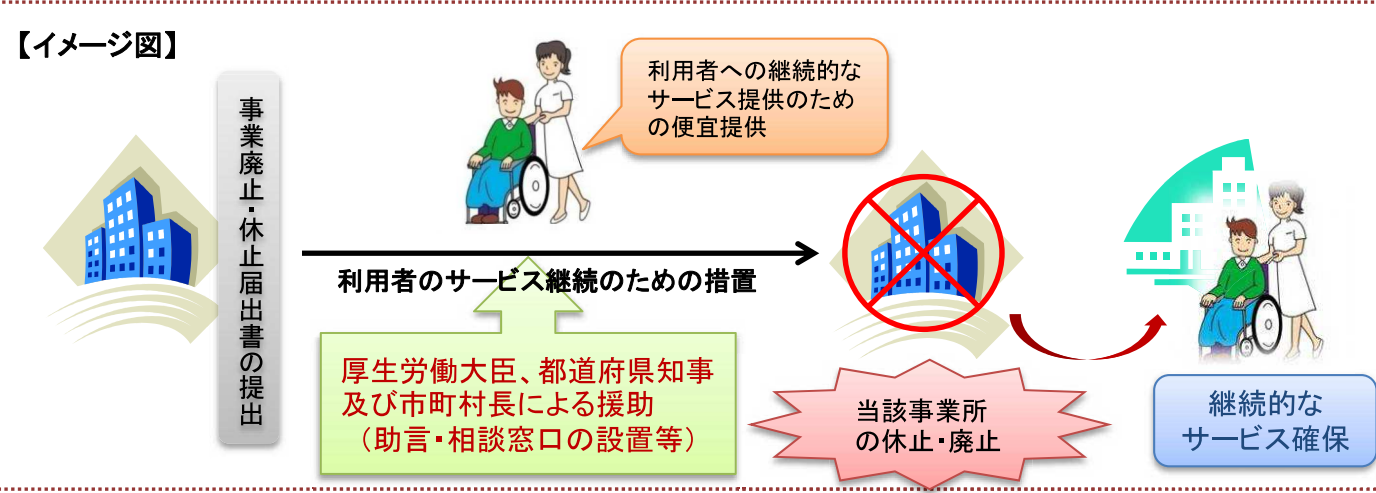 【イメージ図】
事業廃止・休止届出書の提出
利用者への継続的な
サービス提供のため
の便宜提供
利用者のサービス継続のための措置
厚生労働大臣、都道府県知事
及び市町村長による援助
（助言・相談窓口の設置等）
当該事業所
の休止・廃止
継続的な
サービス確保